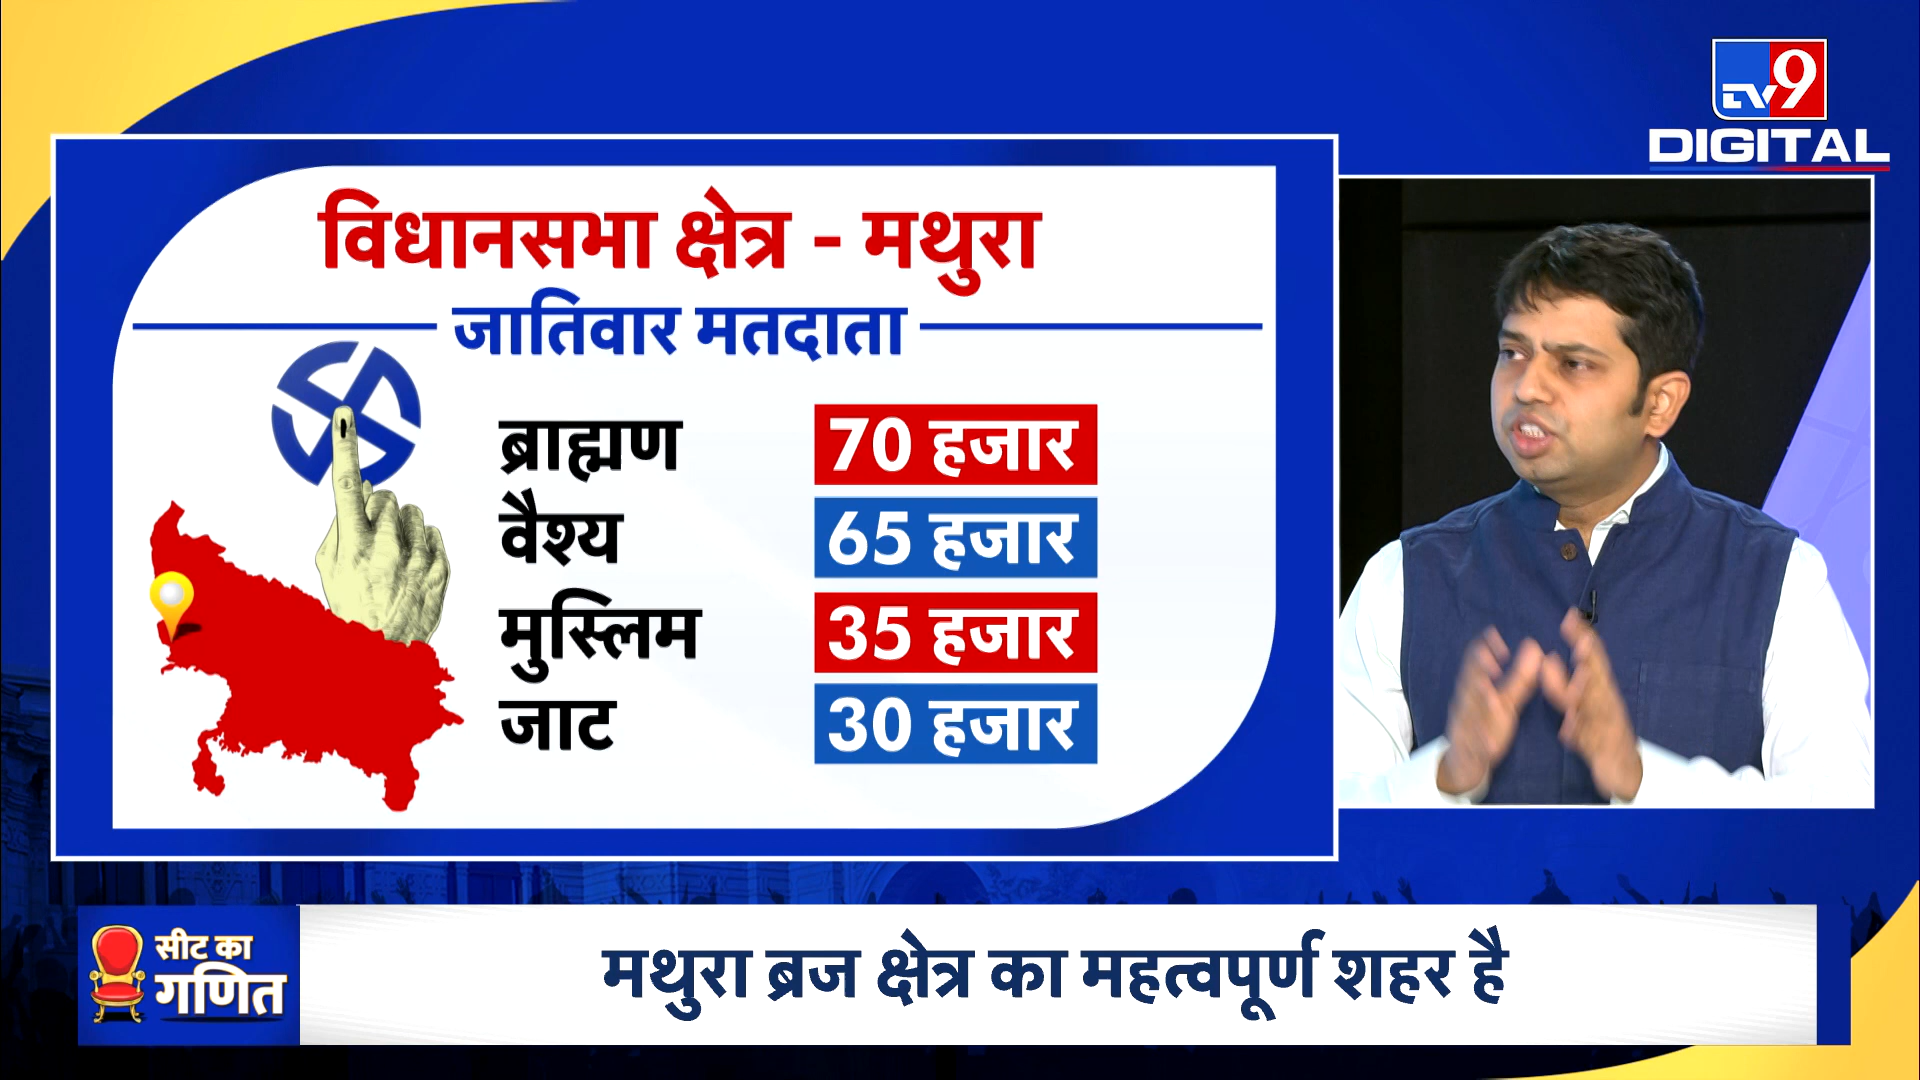 TV9
DIGITAL
विधानसभा क्षेत्र - मथुरा
जातिवार मतदाता
ब्राह्मण 70 हजार
वैश्य 65 हजार
मुस्लिम 35 हजार
जाट 30 हजार
सीट का
गणित
मथुरा ब्रज क्षेत्र का महत्वपूर्ण शहर है